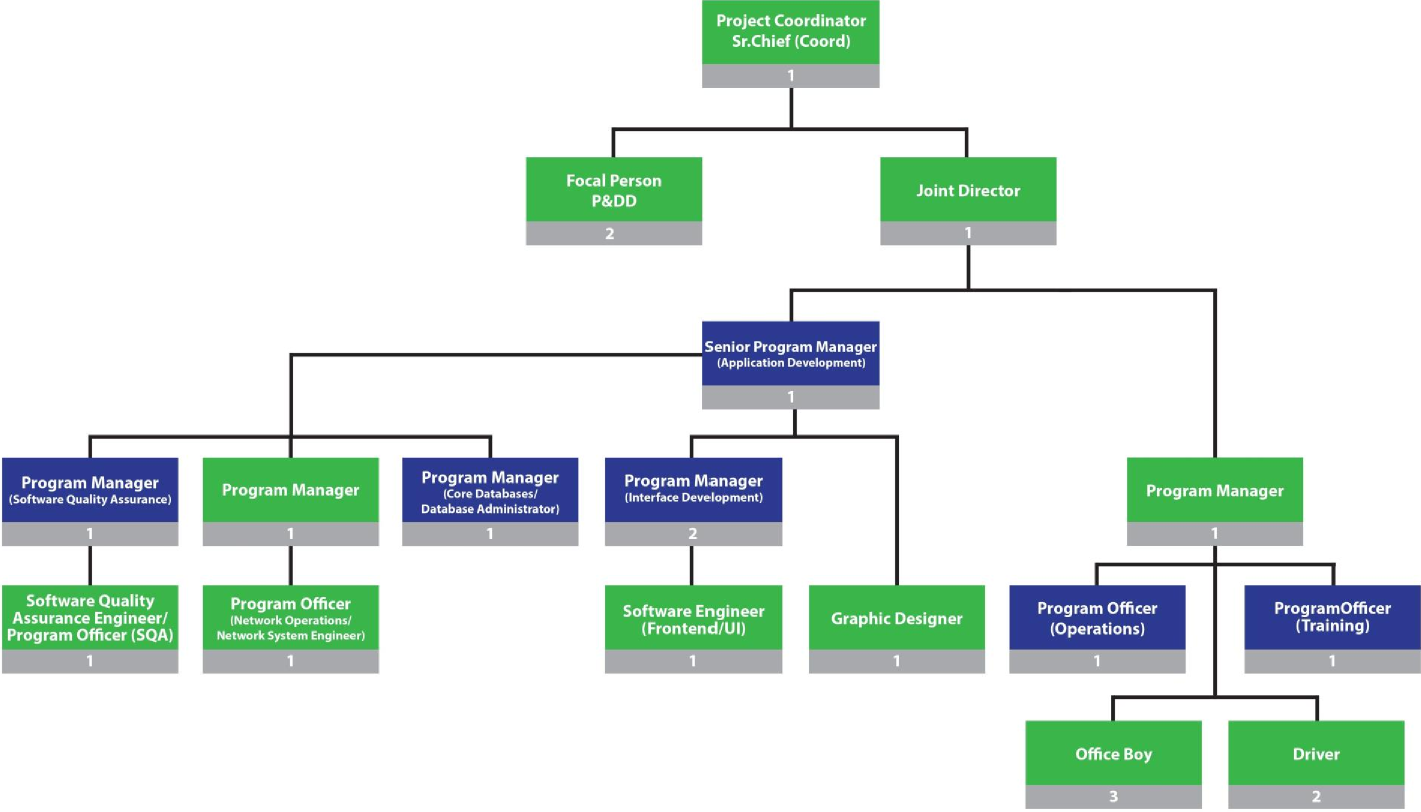 Project Coordinator
Sr.Chief (Coord)
1
Focal Person
P&DD
2
Joint Director
1
Senior Program Manager
(Application Development)
1
Program Manager
(Software Quality Assurance)
1
Program Manager
1
Program Manager
(Core Databases/
Database Administrator)
1
Program Manager
(Interface Development)
2
Program Manager
1
Software Quality
Assurance Engineer/
Program Officer (SQA)
1
Program Officer
(Network Operations/
Network System Engineer)
1
Software Engineer
(Frontend/UI)
1
Graphic Designer
1
Program Officer
(Operations)
1
ProgramOfficer
(Training)
1
Office Boy
3
Driver
2